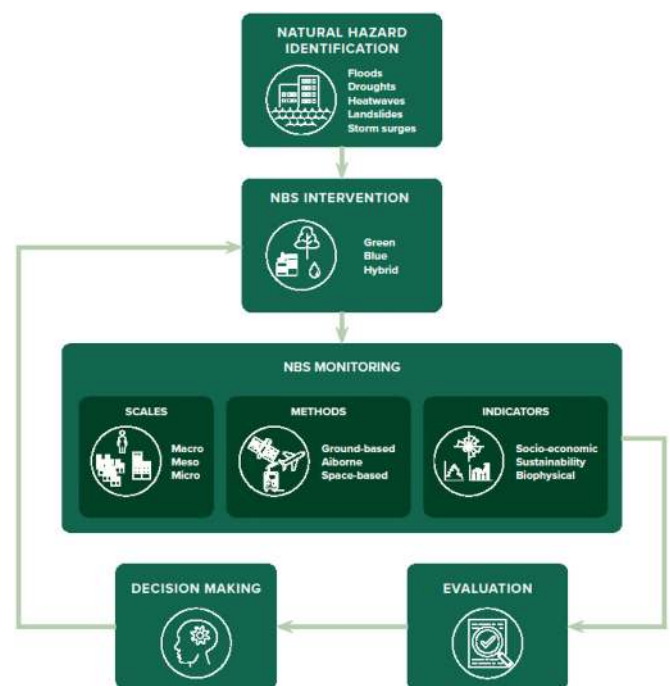 NATURAL HAZARD
IDENTIFICATION
Floods
Droughts
Heatwaves
Landslides
Storm surges
NBS INTERVENTION
Green
Blue
Hybrid
NBS MONITORING
SCALES
Macro
Meso
Micro
METHODS
Ground-based
Aiborne
Space-based
INDICATORS
Socio-economic
Sustainability
Biophysical
DECISION MAKING
EVALUATION